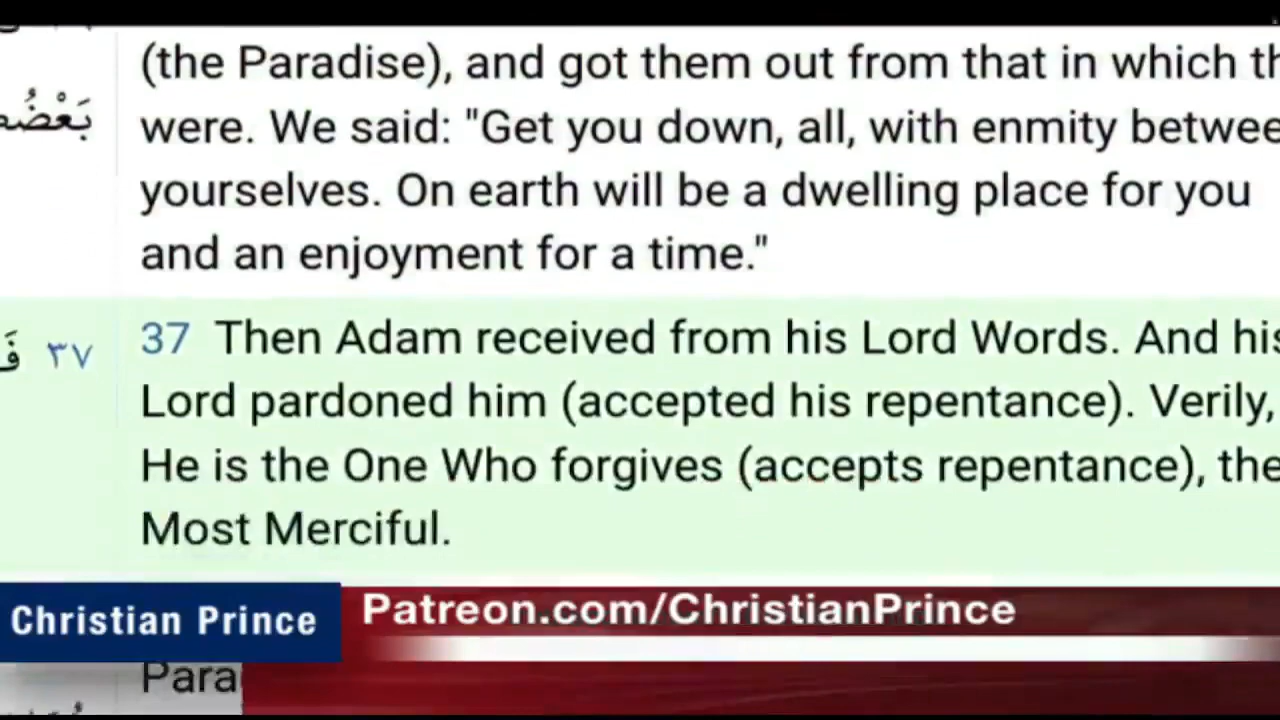 (the Paradise), and got them out from that in which th
بَعْضُ
were. We said: "Get you down, all, with enmity betwee
yourselves. On earth will be a dwelling place for you
and an enjoyment for a time."
٣٧ فَ
37 Then Adam received from his Lord Words. And his
Lord pardoned him (accepted his repentance). Verily,
He is the One Who forgives (accepts repentance), the
Most Merciful.
Christian Prince
Patreon.com/ChristianPrince
Para